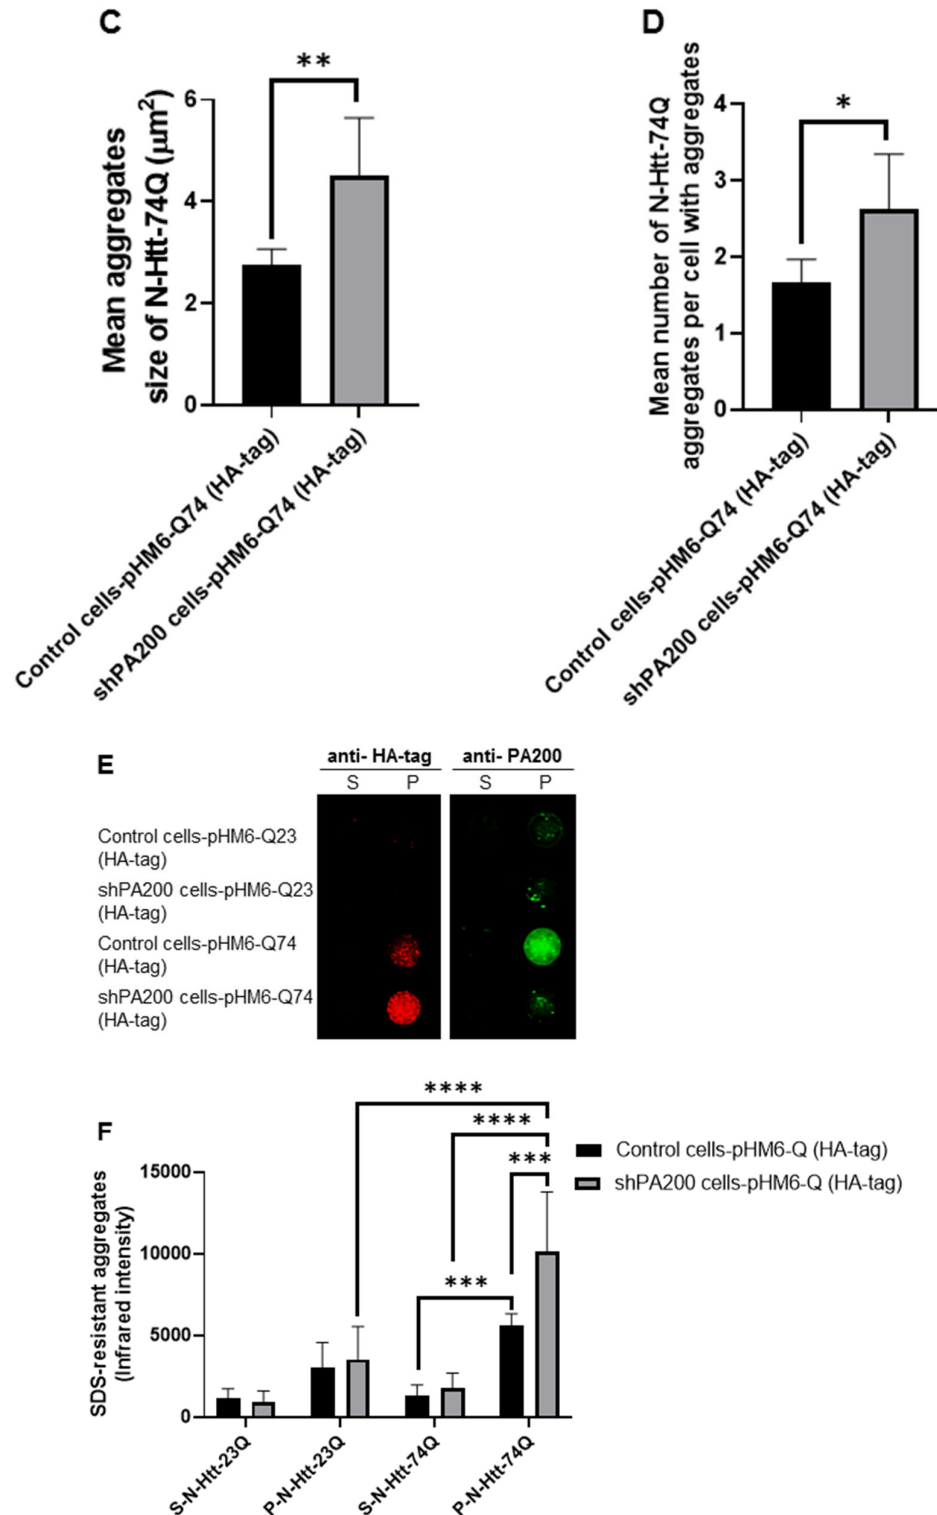 C
**
Mean aggregates
size of N-Htt-74Q (μm²)
6
4
2
0
Control cells-pHM6-Q74 (HA-tag)
shPA200 cells-pHM6-Q74 (HA-tag)
D
*
Mean number of N-Htt-74Q
aggregates per cell with aggregates
4
3
2
1
0
Control cells-pHM6-Q74 (HA-tag)
shPA200 cells-pHM6-Q74 (HA-tag)
E
anti- HA-tag anti- PA200
S P S P
Control cells-pHM6-Q23
(HA-tag)
shPA200 cells-pHM6-Q23
(HA-tag)
Control cells-pHM6-Q74
(HA-tag)
shPA200 cells-pHM6-Q74
(HA-tag)
F
****
****
***
***
Control cells-pHM6-Q (HA-tag)
shPA200 cells-pHM6-Q (HA-tag)
SDS-resistant aggregates
(Infrared intensity)
15000
10000
5000
0
S-N-Htt-23Q
P-N-Htt-23Q
S-N-Htt-74Q
P-N-Htt-74Q